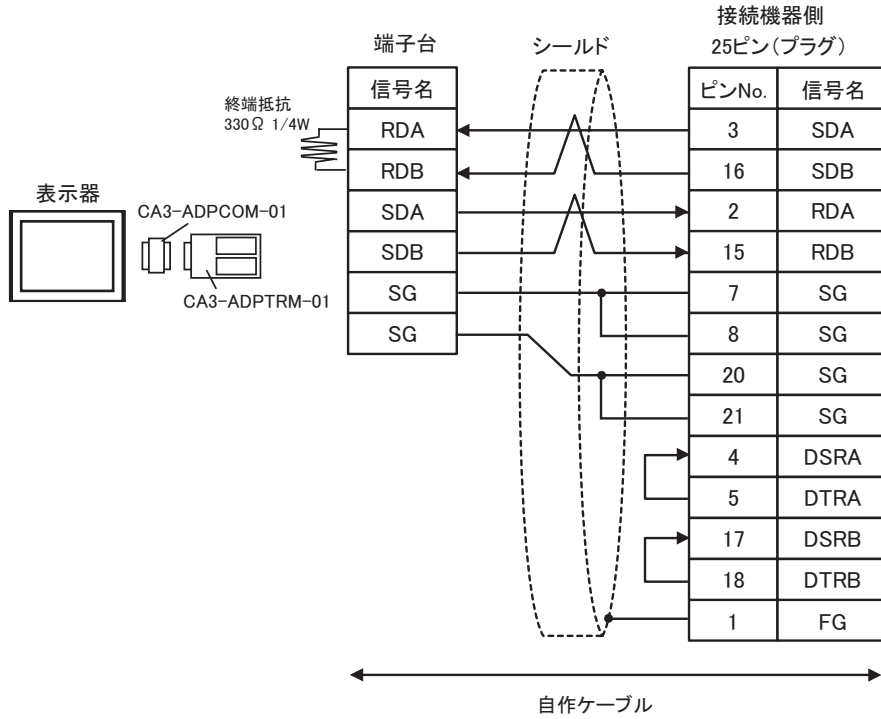 接続機器側
端子台 シールド 25ピン(プラグ)
信号名 ピンNo. 信号名
終端抵抗
330Ω 1/4W
RDA 3 SDA
RDB 16 SDB
表示器
CA3-ADPCOM-01
SDA 2 RDA
SDB 15 RDB
CA3-ADPTRM-01
SG 7 SG
SG 8 SG
20 SG
21 SG
4 DSRA
5 DTRA
17 DSRB
18 DTRB
1 FG
自作ケーブル